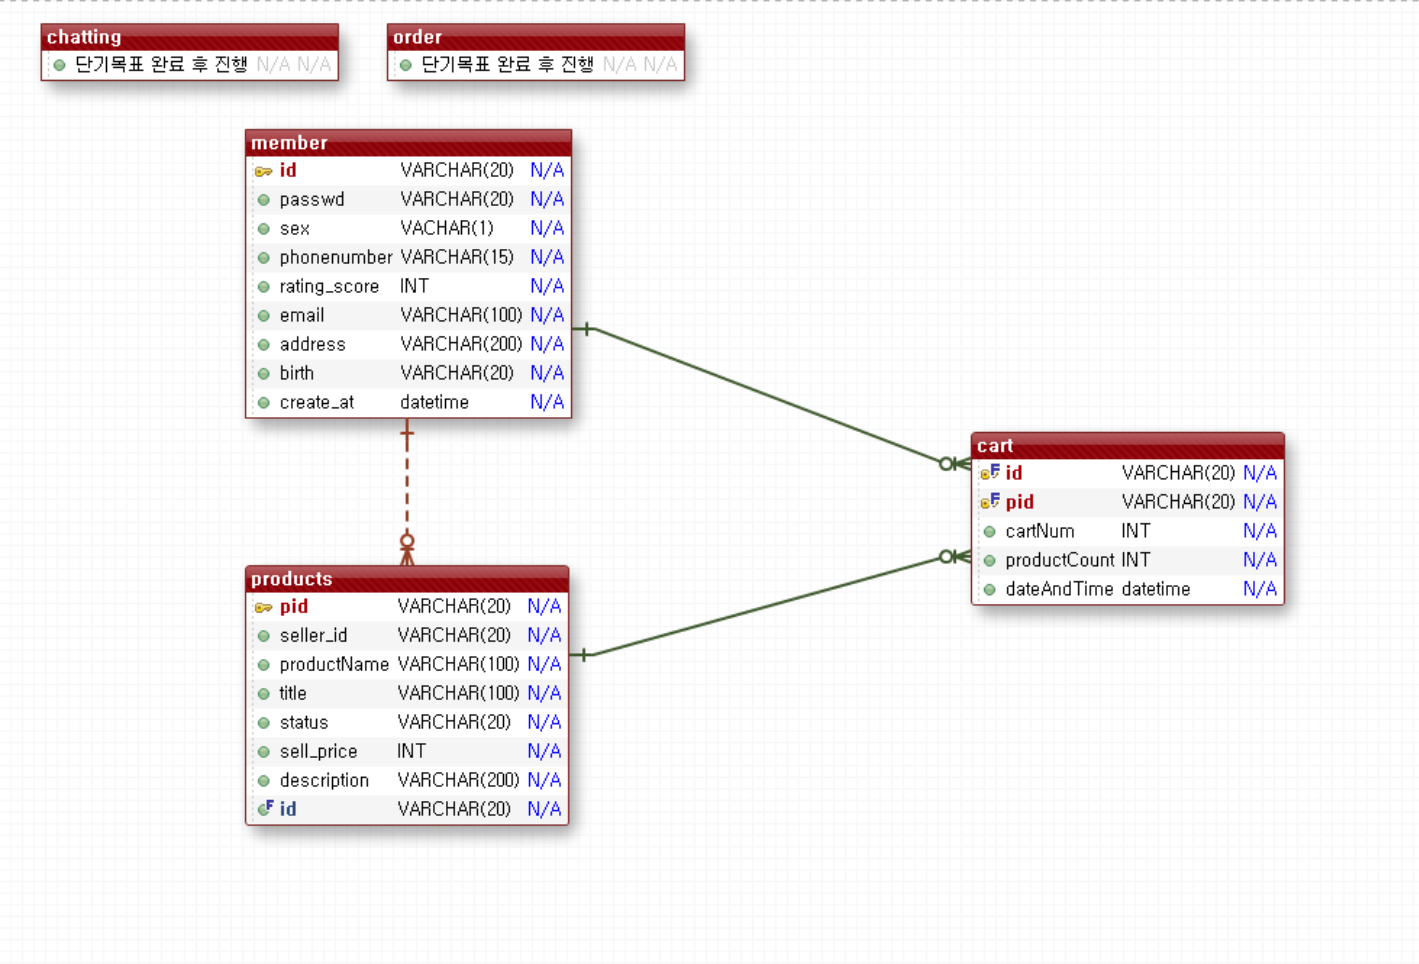 chatting
단기목표 완료 후 진행 N/A N/A
order
단기목표 완료 후 진행 N/A N/A
member
id VARCHAR(20) N/A
passwd VARCHAR(20) N/A
sex VACHAR(1) N/A
phonenumber VARCHAR(15) N/A
rating_score INT N/A
email VARCHAR(100) N/A
address VARCHAR(200) N/A
birth VARCHAR(20) N/A
create_at datetime N/A
cart
F id VARCHAR(20) N/A
F pid VARCHAR(20) N/A
cartNum INT N/A
productCount INT N/A
dateAndTime datetime N/A
products
pid VARCHAR(20) N/A
seller_id VARCHAR(20) N/A
productName VARCHAR(100) N/A
title VARCHAR(100) N/A
status VARCHAR(20) N/A
sell_price INT N/A
description VARCHAR(200) N/A
F id VARCHAR(20) N/A